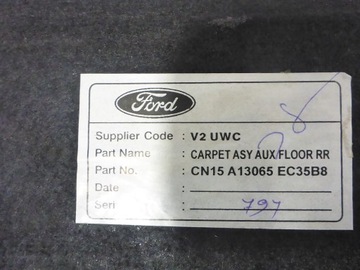 Ford
Supplier Code : V2 UWC
Part Name : CARPET ASY AUX/FLOOR RR
Part No. : CN15 A13065 EC35B8
Date :
Seri : 797